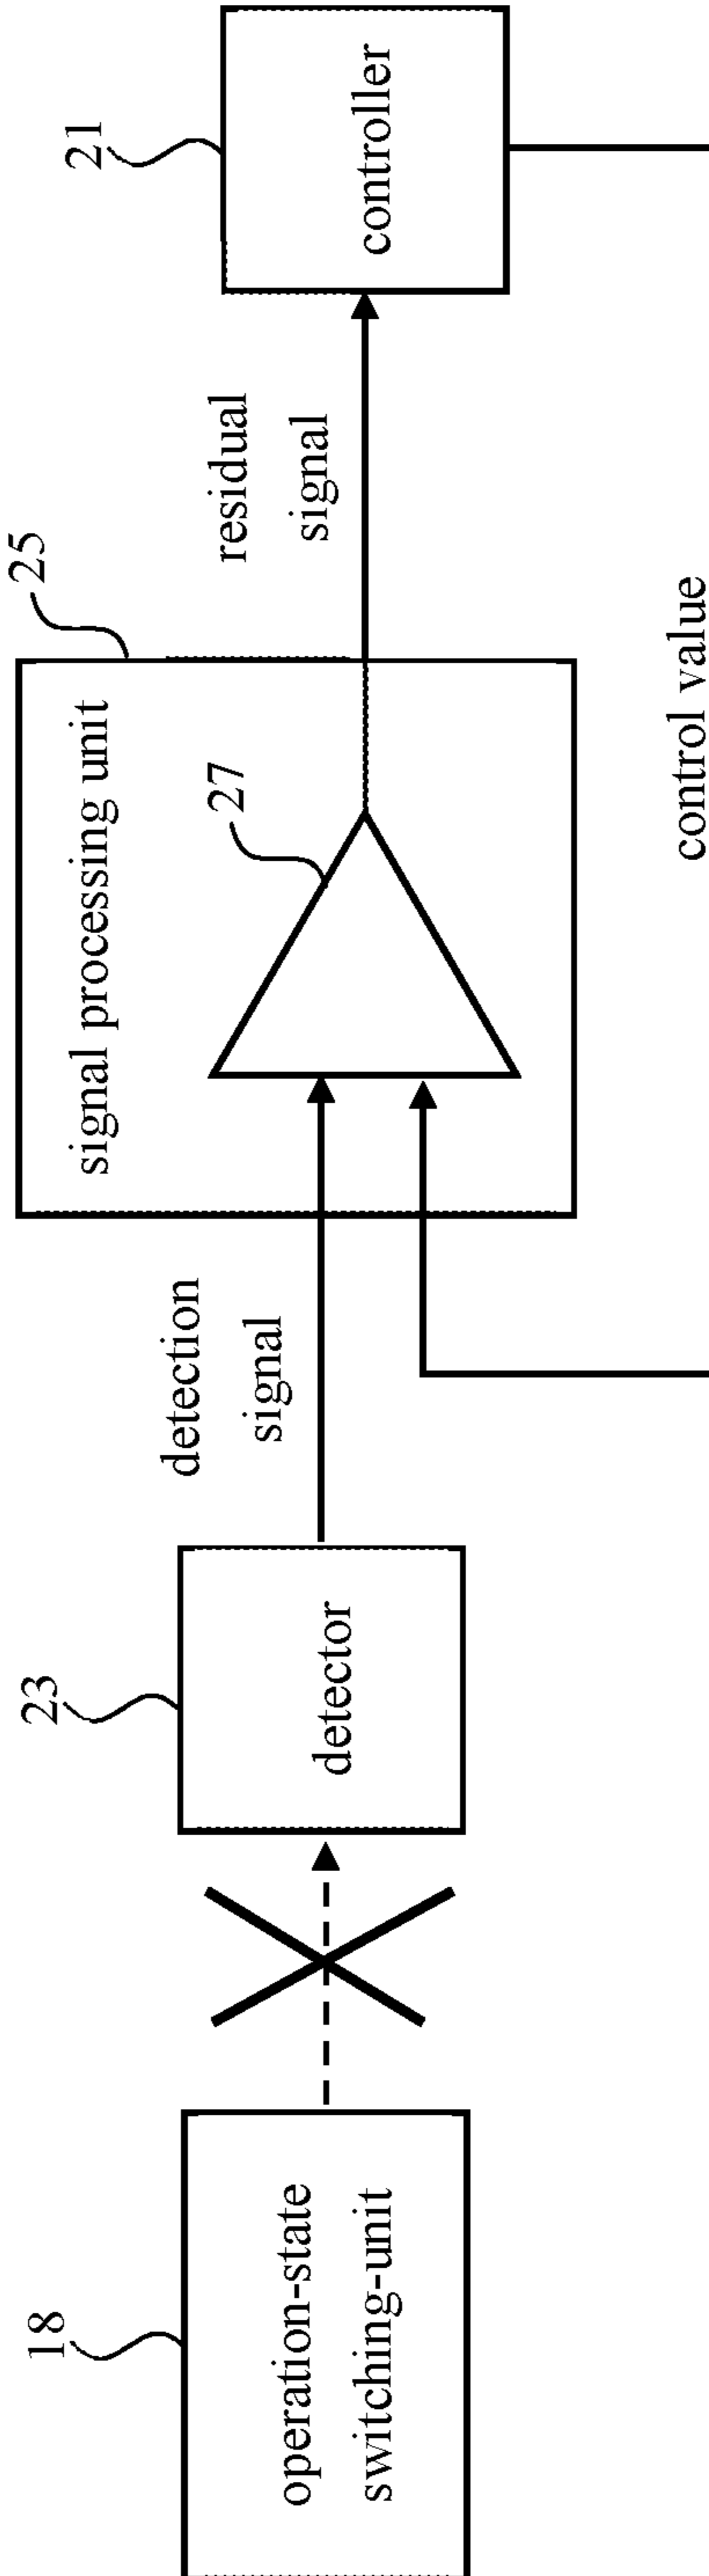 18
operation-state
switching-unit
23
detector
detection
signal
25
signal processing unit
27
residual
signal
21
controller
control value